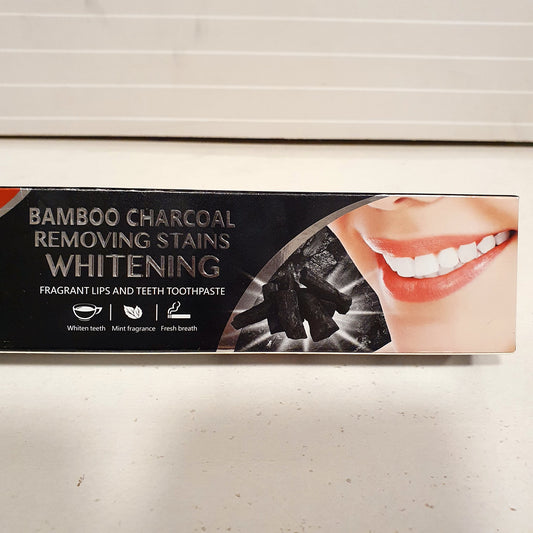 BAMBOO CHARCOAL
REMOVING STAINS
WHITENING
FRAGRANT LIPS AND TEETH TOOTHPASTE
Whiten teeth Mint fragrance Fresh breath